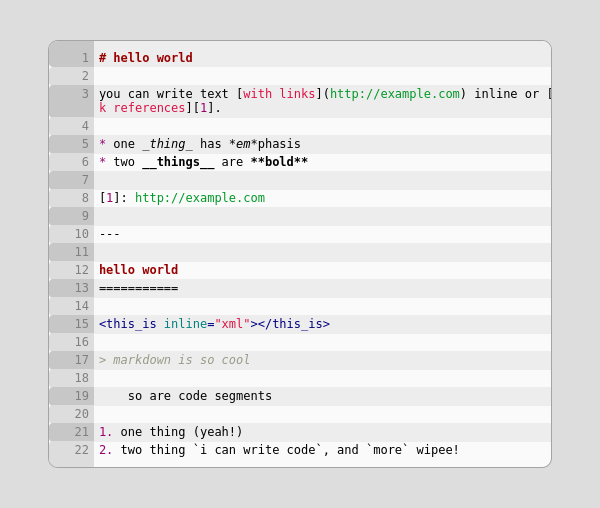 1 # hello world
2
3 you can write text [with links](http://example.com) inline or [
k references][1].
4
5 * one _thing_ has *em*phasis
6 * two __things__ are **bold**
7
8 [1]: http://example.com
9
10 ---
11
12 hello world
13 ===========
14
15 <this_is inline="xml"></this_is>
16
17 > markdown is so cool
18
19     so are code segments
20
21 1. one thing (yeah!)
22 2. two thing `i can write code`, and `more` wipee!